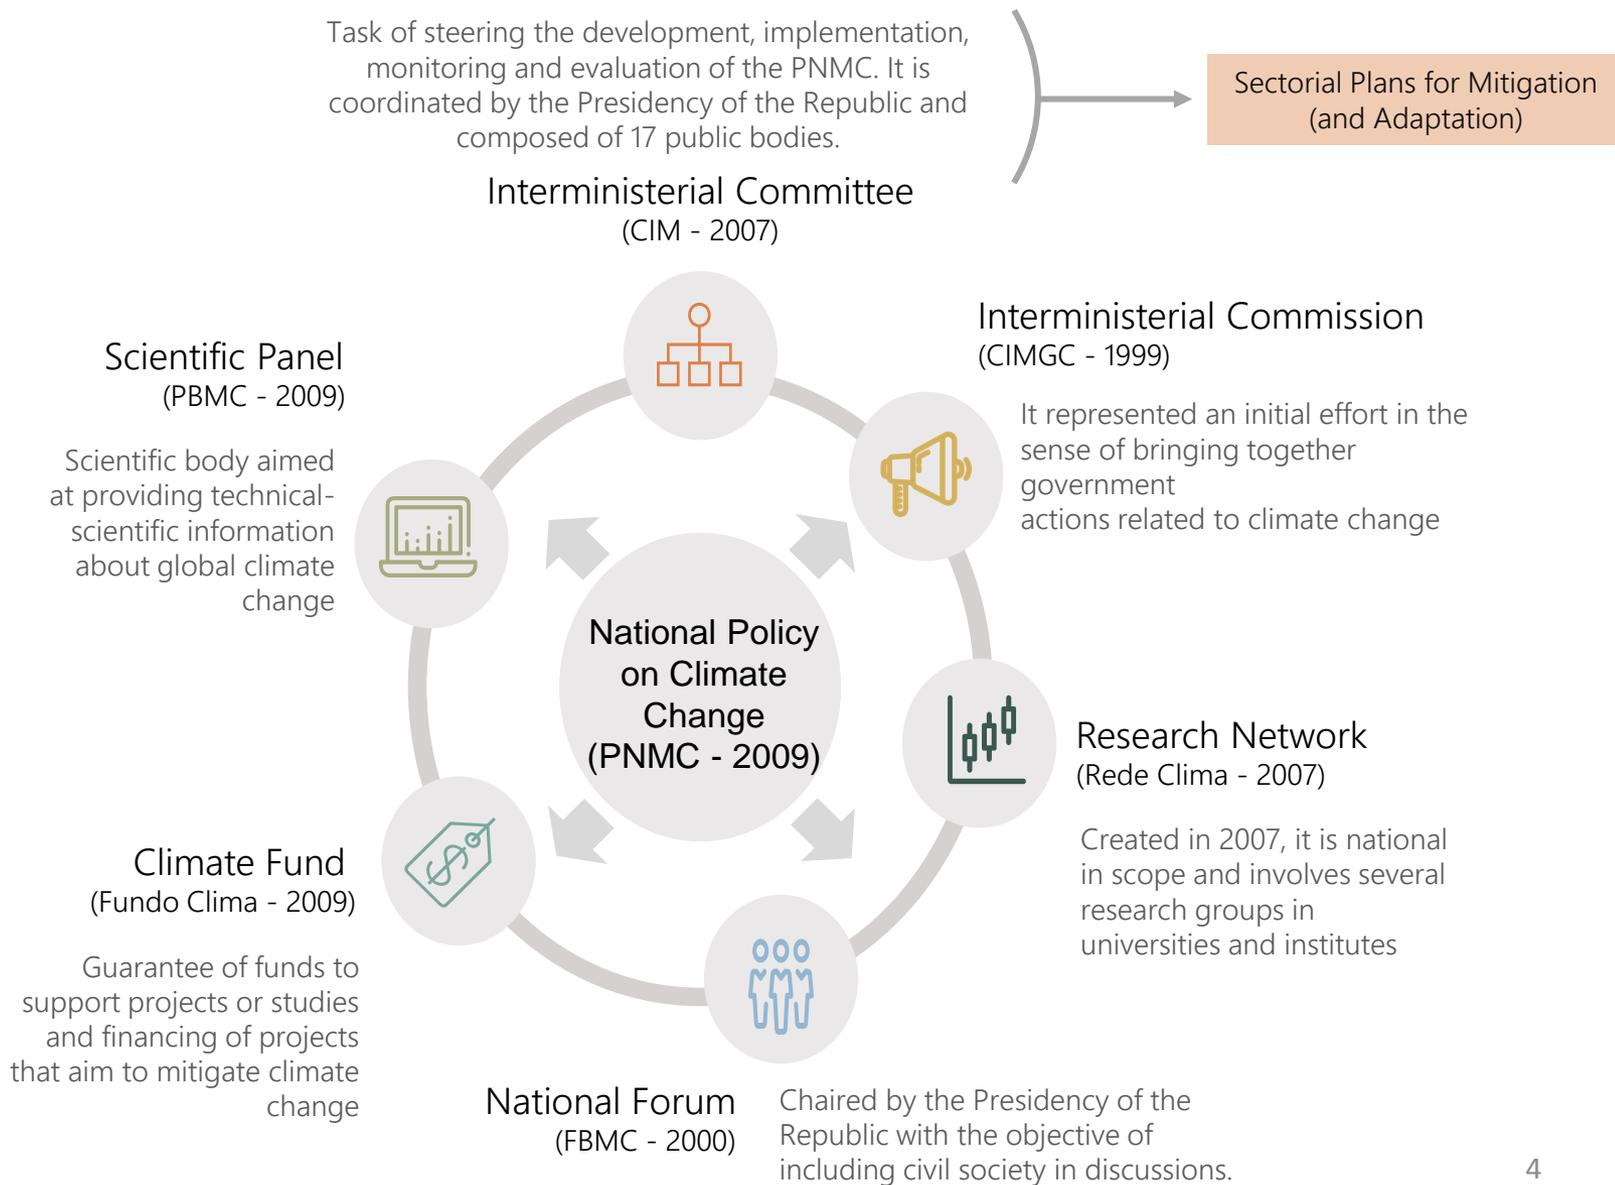 Task of steering the development, implementation,
monitoring and evaluation of the PNMC. It is
coordinated by the Presidency of the Republic and
composed of 17 public bodies.
Sectorial Plans for Mitigation
(and Adaptation)
Interministerial Committee
(CIM - 2007)
Interministerial Commission
(CIMGC - 1999)
It represented an initial effort in the
sense of bringing together
government
actions related to climate change
Scientific Panel
(PBMC - 2009)
Scientific body aimed
at providing technical-
scientific information
about global climate
change
National Policy
on Climate
Change
(PNMC - 2009)
Research Network
(Rede Clima - 2007)
Created in 2007, it is national
in scope and involves several
research groups in
universities and institutes
Climate Fund
(Fundo Clima - 2009)
Guarantee of funds to
support projects or studies
and financing of projects
that aim to mitigate climate
change
National Forum
(FBMC - 2000)
Chaired by the Presidency of the
Republic with the objective of
including civil society in discussions.
4